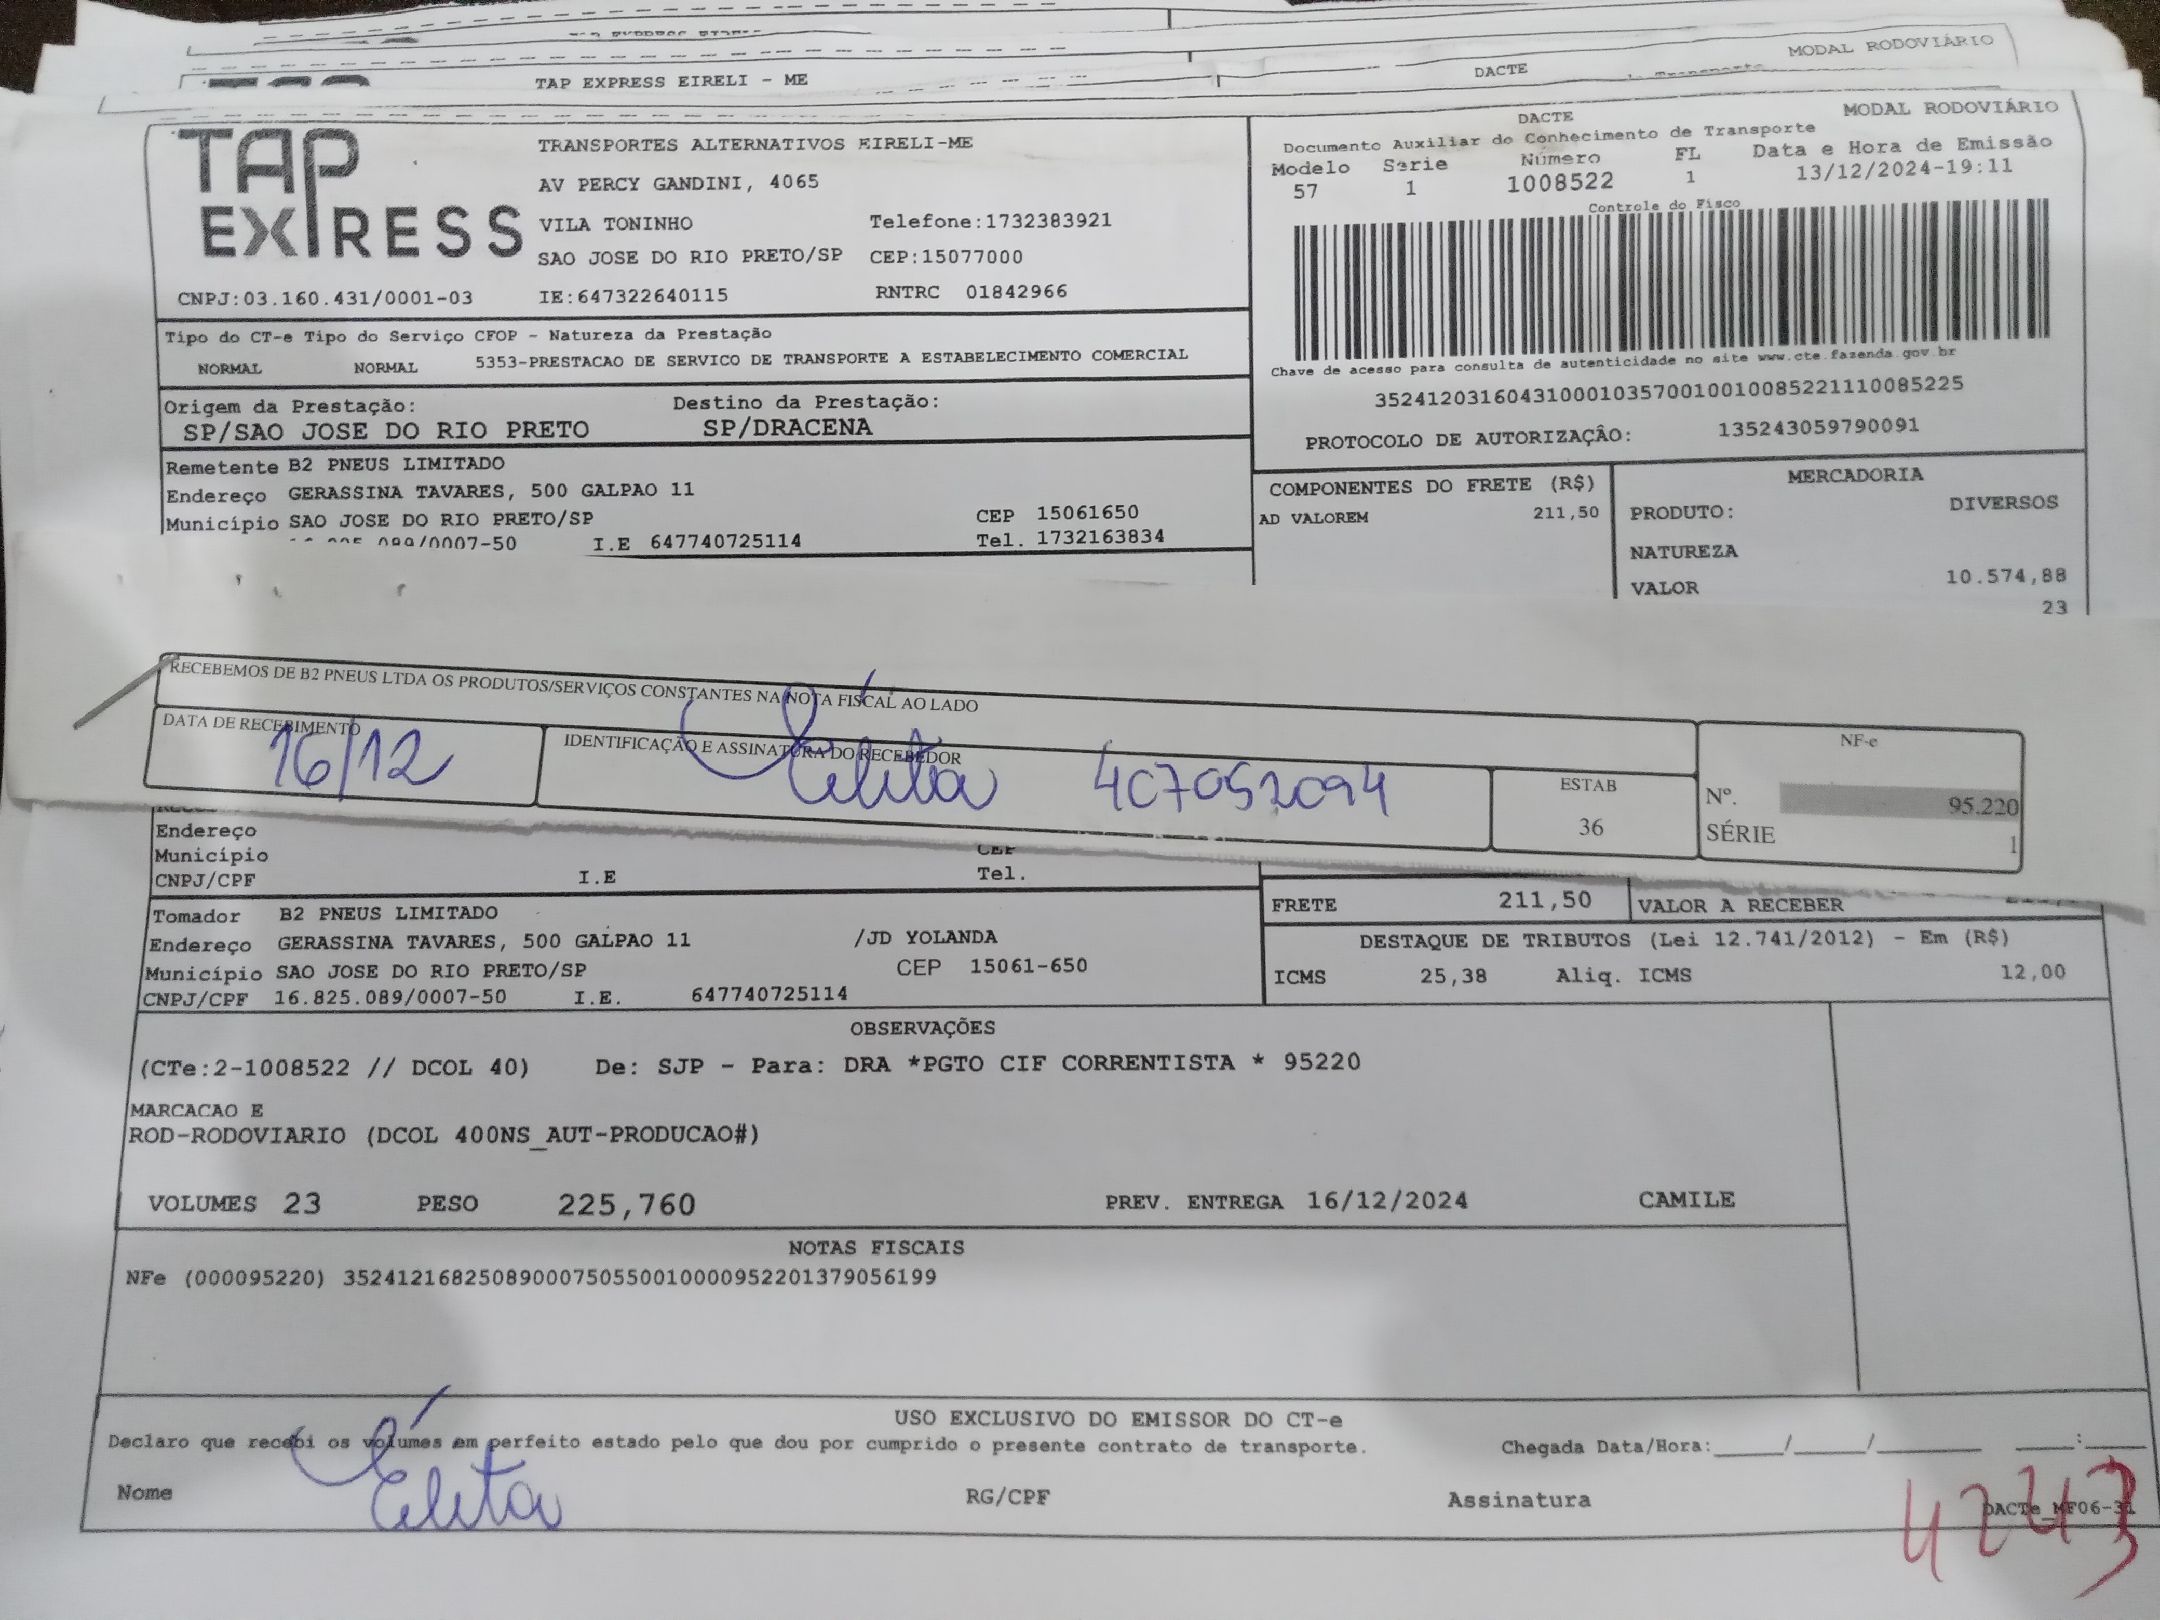 TAP EXPRESS EIRELI - ME
DACTE
MODAL RODOVIÁRIO
TAP EXPRESS
TRANSPORTES ALTERNATIVOS EIRELI-ME
AV PERCY GANDINI, 4065
VILA TONINHO Telefone:1732383921
SAO JOSE DO RIO PRETO/SP CEP:15077000
CNPJ:03.160.431/0001-03 IE:647322640115 RNTRC 01842966
DACTE MODAL RODOVIÁRIO
Documento Auxiliar do Conhecimento de Transporte
Modelo Serie Número FL Data e Hora de Emissão
57 1 1008522 1 13/12/2024-19:11
Controle do Fisco
Chave de acesso para consulta de autenticidade no site www.cte.fazenda.gov.br
35241203160431000103570010010085221110085225
PROTOCOLO DE AUTORIZAÇÂO: 135243059790091
Tipo do CT-e Tipo do Serviço CFOP - Natureza da Prestação
NORMAL NORMAL 5353-PRESTACAO DE SERVICO DE TRANSPORTE A ESTABELECIMENTO COMERCIAL
Origem da Prestação: Destino da Prestação:
SP/SAO JOSE DO RIO PRETO SP/DRACENA
Remetente B2 PNEUS LIMITADO
Endereço GERASSINA TAVARES, 500 GALPAO 11
Município SAO JOSE DO RIO PRETO/SP CEP 15061650
089/0007-50 I.E 647740725114 Tel. 1732163834
COMPONENTES DO FRETE (R$)
AD VALOREM 211,50
MERCADORIA
PRODUTO: DIVERSOS
NATUREZA
VALOR 10.574,88
23
RECEBEMOS DE B2 PNEUS LTDA OS PRODUTOS/SERVIÇOS CONSTANTES NA NOTA FISCAL AO LADO
DATA DE RECEBIMENTO IDENTIFICAÇÃO E ASSINATURA DO RECEBEDOR
16/12 Élita 407052094
ESTAB
36
NF-e
Nº. 95.220
SÉRIE 1
Endereço
Município CEP
CNPJ/CPF I.E Tel.
Tomador B2 PNEUS LIMITADO
Endereço GERASSINA TAVARES, 500 GALPAO 11 /JD YOLANDA
Município SAO JOSE DO RIO PRETO/SP CEP 15061-650
CNPJ/CPF 16.825.089/0007-50 I.E. 647740725114
FRETE 211,50 VALOR A RECEBER
DESTAQUE DE TRIBUTOS (Lei 12.741/2012) - Em (R$)
ICMS 25,38 Aliq. ICMS 12,00
OBSERVAÇÕES
(CTe:2-1008522 // DCOL 40) De: SJP - Para: DRA *PGTO CIF CORRENTISTA * 95220
MARCACAO E
ROD-RODOVIARIO (DCOL 400NS_AUT-PRODUCAO#)
VOLUMES 23 PESO 225,760 PREV. ENTREGA 16/12/2024 CAMILE
NOTAS FISCAIS
NFe (000095220) 35241216825089000750550010000952201379056199
USO EXCLUSIVO DO EMISSOR DO CT-e
Declaro que recebi os volumes em perfeito estado pelo que dou por cumprido o presente contrato de transporte. Chegada Data/Hora:____/____/______ ___:___
Nome Élita RG/CPF Assinatura
DACTe_MF06-31
4243